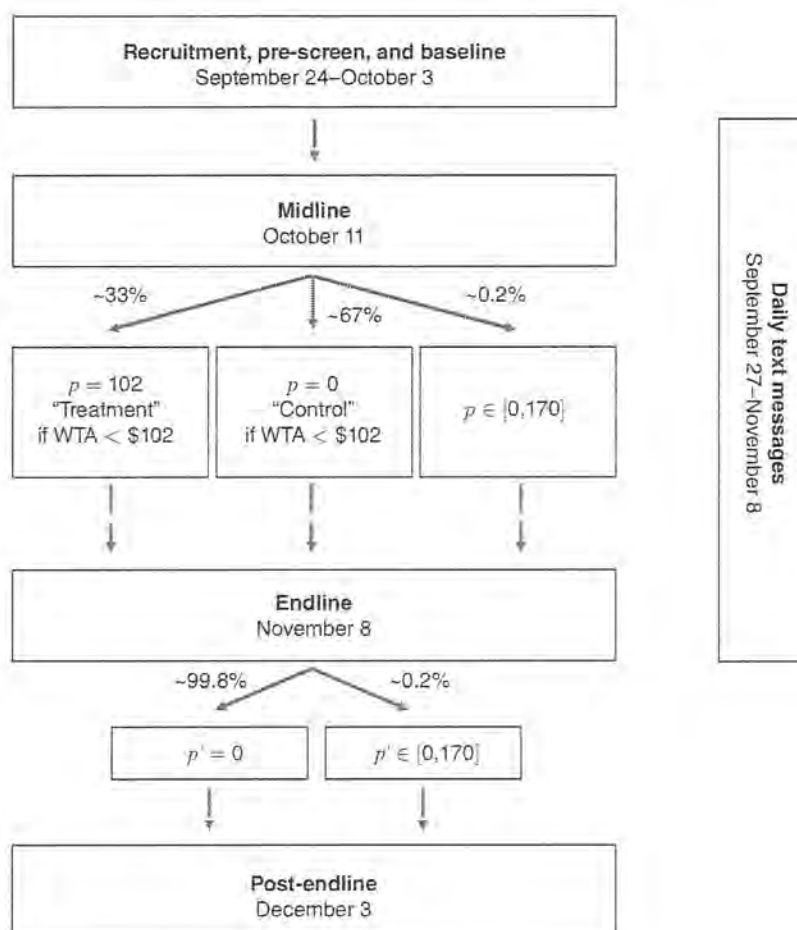 Recruitment, pre-screen, and baseline
September 24–October 3
Midline
October 11
~33%
~67%
~0.2%
p = 102
“Treatment”
if WTA < $102
p = 0
“Control”
if WTA < $102
p ∈ [0,170]
Endline
November 8
~99.8%
~0.2%
p' = 0
p' ∈ [0,170]
Post-endline
December 3
Daily text messages
September 27–November 8